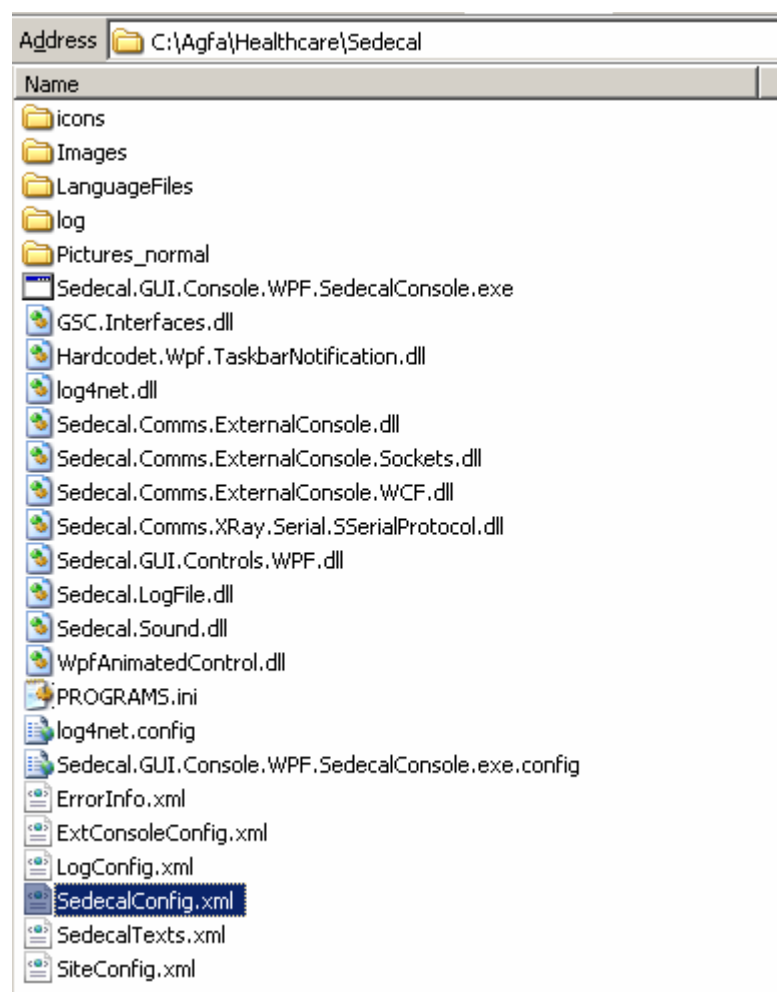 Address C:\Agfa\Healthcare\Sedecal
Name
icons
Images
LanguageFiles
log
Pictures_normal
Sedecal.GUI.Console.WPF.SedecalConsole.exe
GSC.Interfaces.dll
Hardcodet.Wpf.TaskbarNotification.dll
log4net.dll
Sedecal.Comms.ExternalConsole.dll
Sedecal.Comms.ExternalConsole.Sockets.dll
Sedecal.Comms.ExternalConsole.WCF.dll
Sedecal.Comms.XRay.Serial.SSerialProtocol.dll
Sedecal.GUI.Controls.WPF.dll
Sedecal.LogFile.dll
Sedecal.Sound.dll
WpfAnimatedControl.dll
PROGRAMS.ini
log4net.config
Sedecal.GUI.Console.WPF.SedecalConsole.exe.config
ErrorInfo.xml
ExtConsoleConfig.xml
LogConfig.xml
SedecalConfig.xml
SedecalTexts.xml
SiteConfig.xml